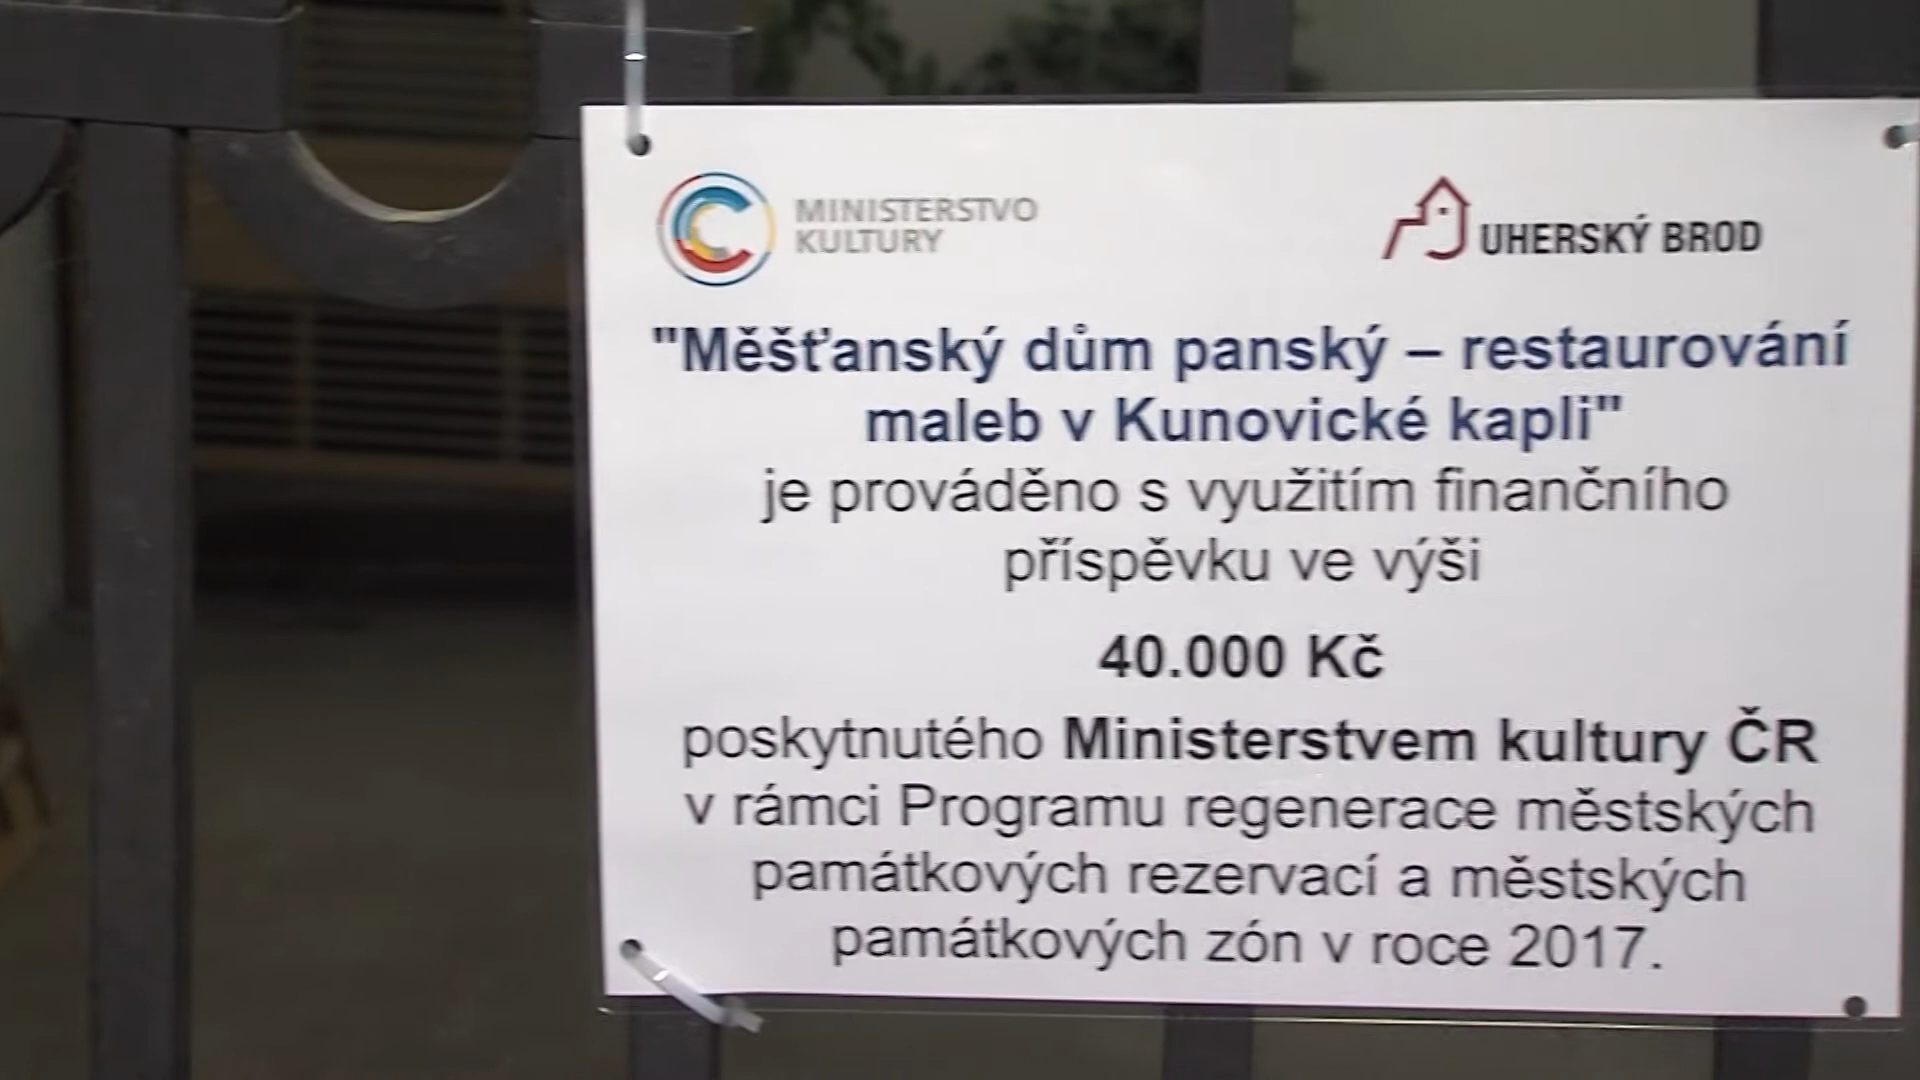 MINISTERSTVO
KULTURY
UHERSKÝ BROD
"Měšťanský dům panský – restaurování
maleb v Kunovické kapli"
je prováděno s využitím finančního
příspěvku ve výši
40.000 Kč
poskytnutého Ministerstvem kultury ČR
v rámci Programu regenerace městských
památkových rezervací a městských
památkových zón v roce 2017.